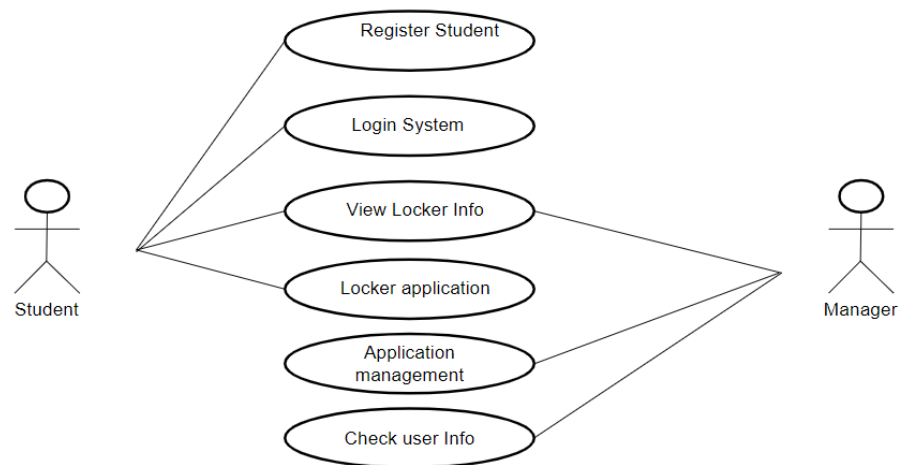 Register Student
Login System
View Locker Info
Student
Manager
Locker application
Application
management
Check user Info